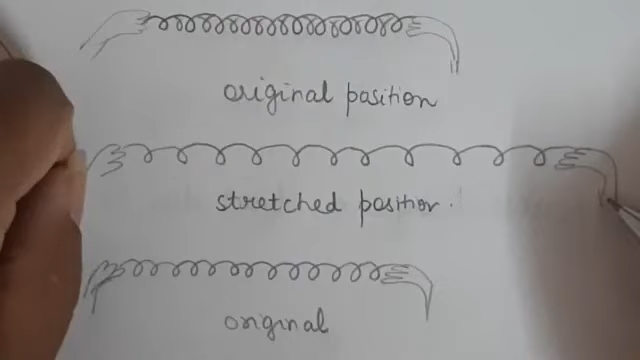 original position
stretched position.
original